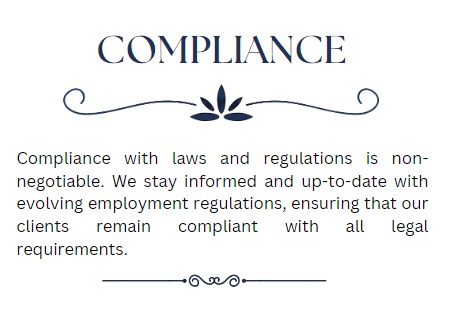 COMPLIANCE
Compliance with laws and regulations is non-
negotiable. We stay informed and up-to-date with
evolving employment regulations, ensuring that our
clients remain compliant with all legal
requirements.